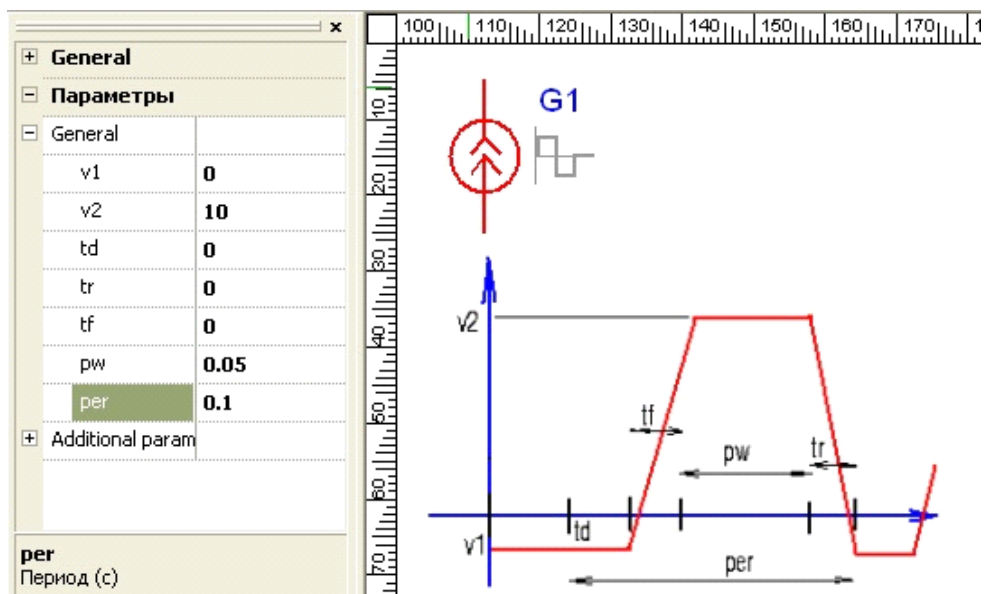 x
General
Параметры
General
v1 0
v2 10
td 0
tr 0
tf 0
pw 0.05
per 0.1
Additional param
per
Период (с)
100 110 120 130 140 150 160 170 1
10
20
30
40
50
60
70
G1
v2
tf
pw
tr
td
v1
per